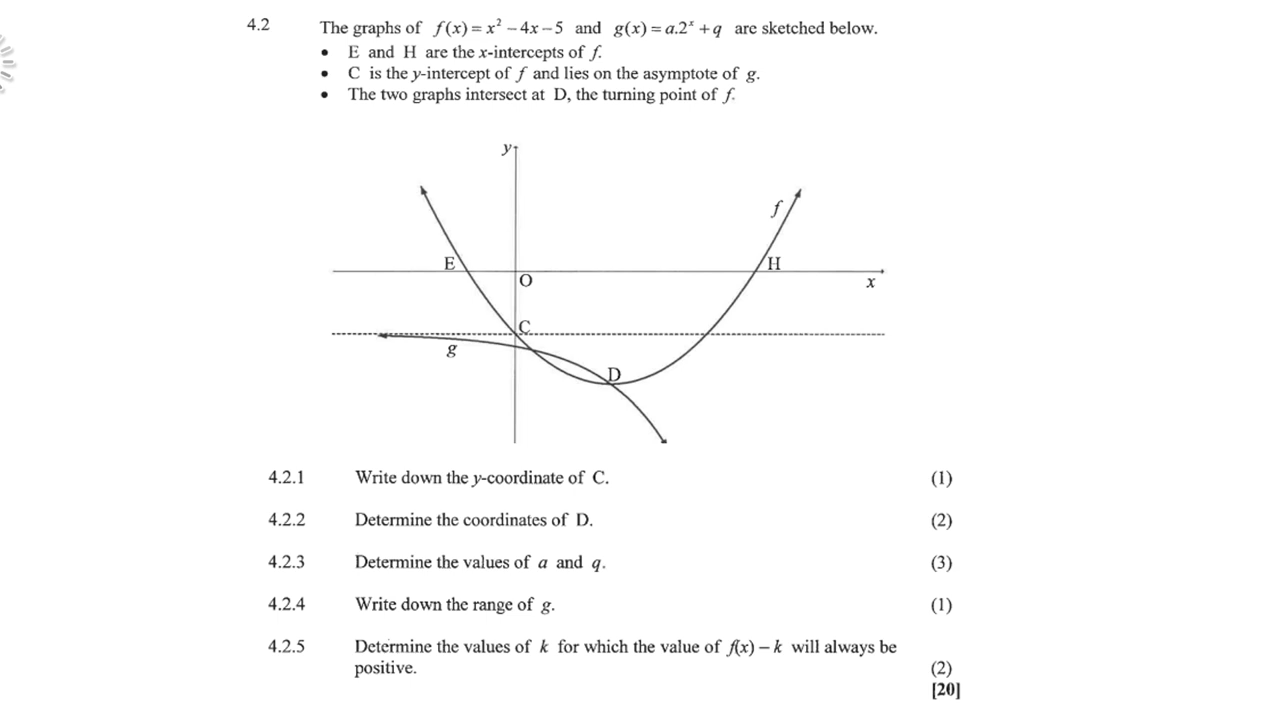 4.2 The graphs of f(x) = x² − 4x − 5 and g(x) = a.2ˣ + q are sketched below.
• E and H are the x-intercepts of f.
• C is the y-intercept of f and lies on the asymptote of g.
• The two graphs intersect at D, the turning point of f.
y
f
E
H
O
x
C
g
D
4.2.1 Write down the y-coordinate of C. (1)
4.2.2 Determine the coordinates of D. (2)
4.2.3 Determine the values of a and q. (3)
4.2.4 Write down the range of g. (1)
4.2.5 Determine the values of k for which the value of f(x) − k will always be
positive. (2)
[20]